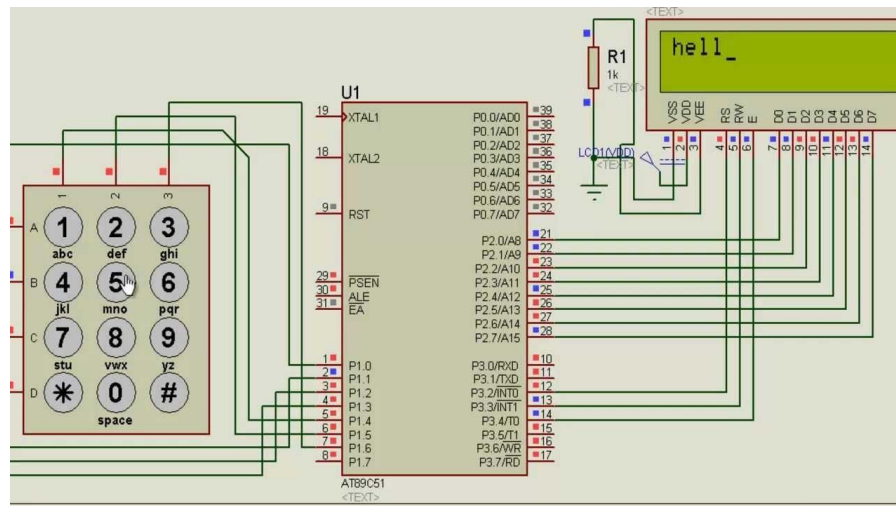 <TEXT>
hell_
R1
1k
<TEXT>
VSS VDD VEE RS RW E D0 D1 D2 D3 D4 D5 D6 D7
1 2 3 4 5 6 7 8 9 10 11 12 13 14
LCD1(VDD)
<TEXT>
U1
19 XTAL1
18 XTAL2
9 RST
29 PSEN
30 ALE
31 EA
1 P1.0
2 P1.1
3 P1.2
4 P1.3
5 P1.4
6 P1.5
7 P1.6
8 P1.7
P0.0/AD0 39
P0.1/AD1 38
P0.2/AD2 37
P0.3/AD3 36
P0.4/AD4 35
P0.5/AD5 34
P0.6/AD6 33
P0.7/AD7 32
P2.0/A8 21
P2.1/A9 22
P2.2/A10 23
P2.3/A11 24
P2.4/A12 25
P2.5/A13 26
P2.6/A14 27
P2.7/A15 28
P3.0/RXD 10
P3.1/TXD 11
P3.2/INT0 12
P3.3/INT1 13
P3.4/T0 14
P3.5/T1 15
P3.6/WR 16
P3.7/RD 17
AT89C51
<TEXT>
1 2 3
A 1 2 3
abc def ghi
B 4 5 6
jkl mno pqr
C 7 8 9
stu vwx yz
D * 0 #
space